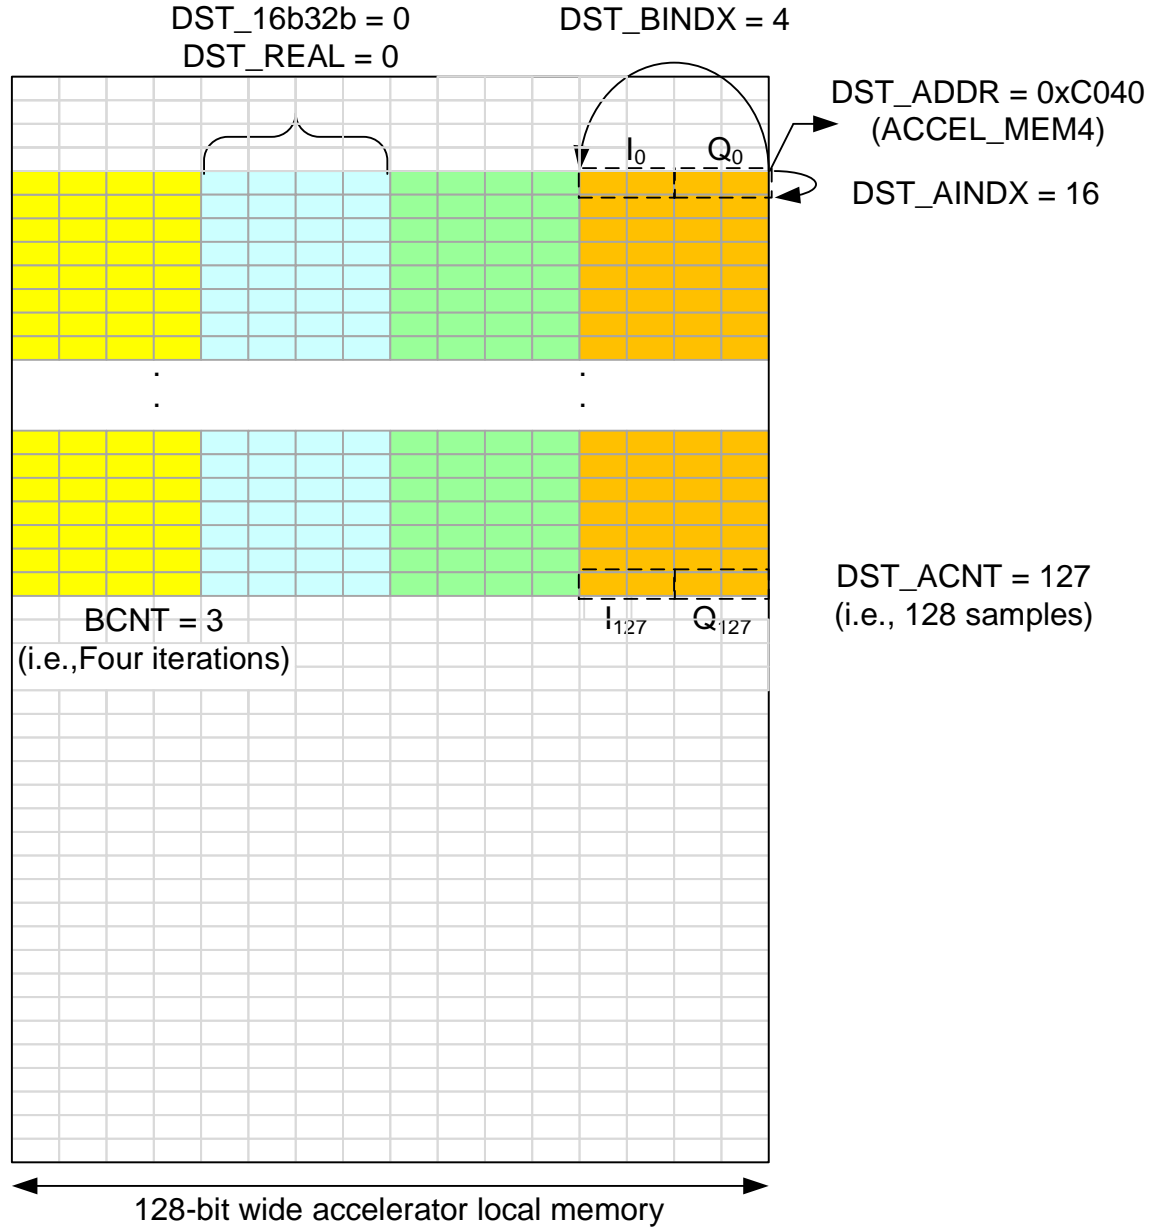 DST_16b32b = 0
DST_REAL = 0
DST_BINDX = 4
DST_ADDR = 0xC040
(ACCEL_MEM4)
I0 Q0
DST_AINDX = 16
.
.
.
.
DST_ACNT = 127
(i.e., 128 samples)
BCNT = 3
(i.e.,Four iterations)
I127 Q127
128-bit wide accelerator local memory